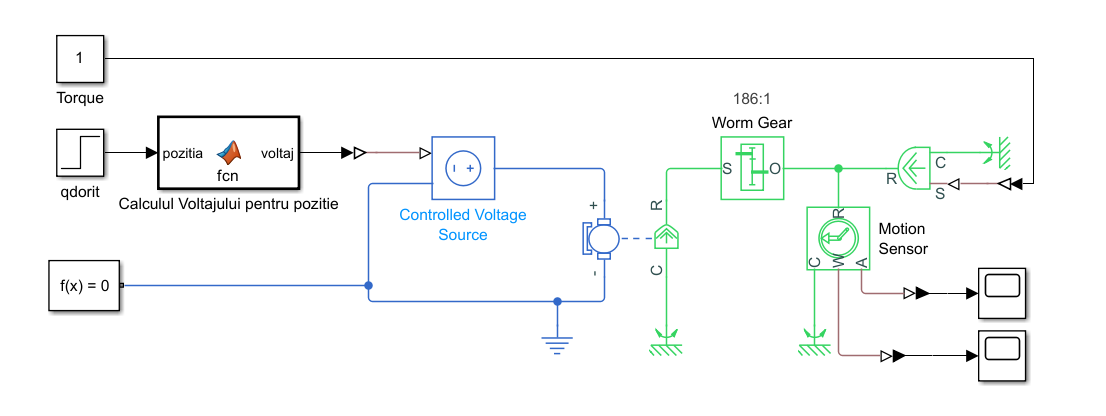 1
Torque
qdorit
pozitia
fcn
voltaj
Calculul Voltajului pentru pozitie
+
Controlled Voltage
Source
f(x) = 0
+
-
R
C
186:1
Worm Gear
S
O
R
C
S
R
C
W
A
Motion
Sensor